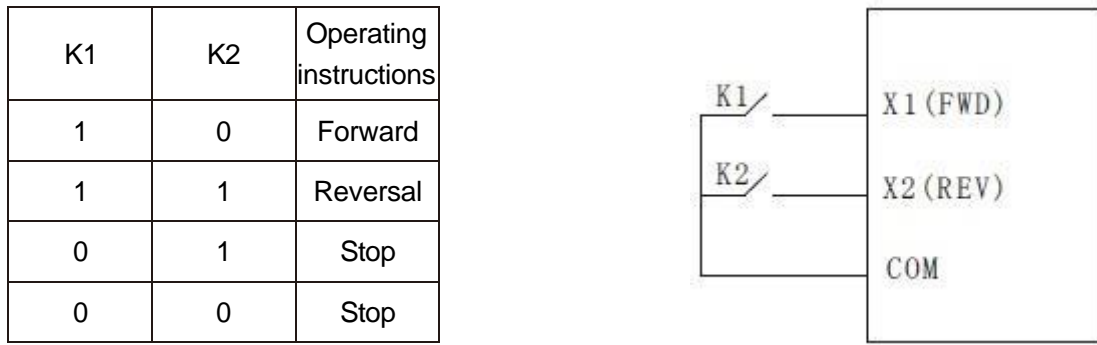 K1 K2 Operating
instructions
1 0 Forward
1 1 Reversal
0 1 Stop
0 0 Stop
K1 X1(FWD)
K2 X2(REV)
COM